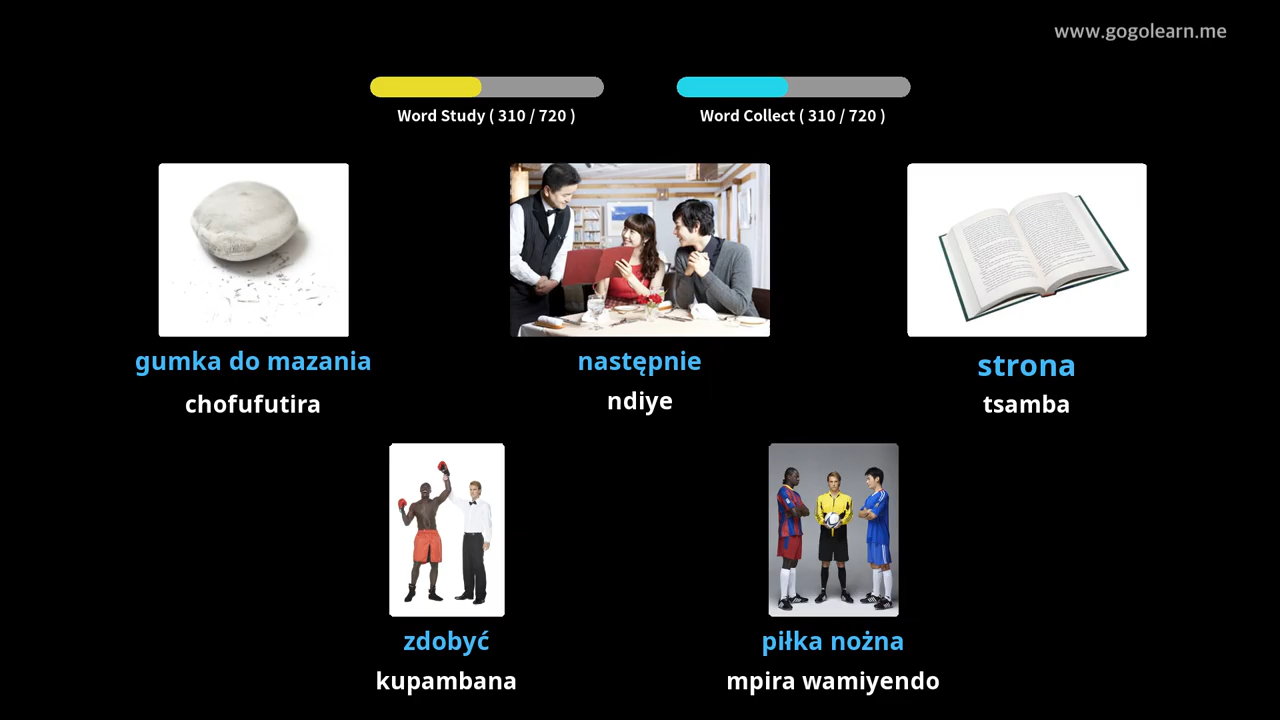 www.gogolearn.me
Word Study ( 310 / 720 )
Word Collect ( 310 / 720 )
gumka do mazania
chofufutira
następnie
ndiye
strona
tsamba
zdobyć
kupambana
piłka nożna
mpira wamiyendo